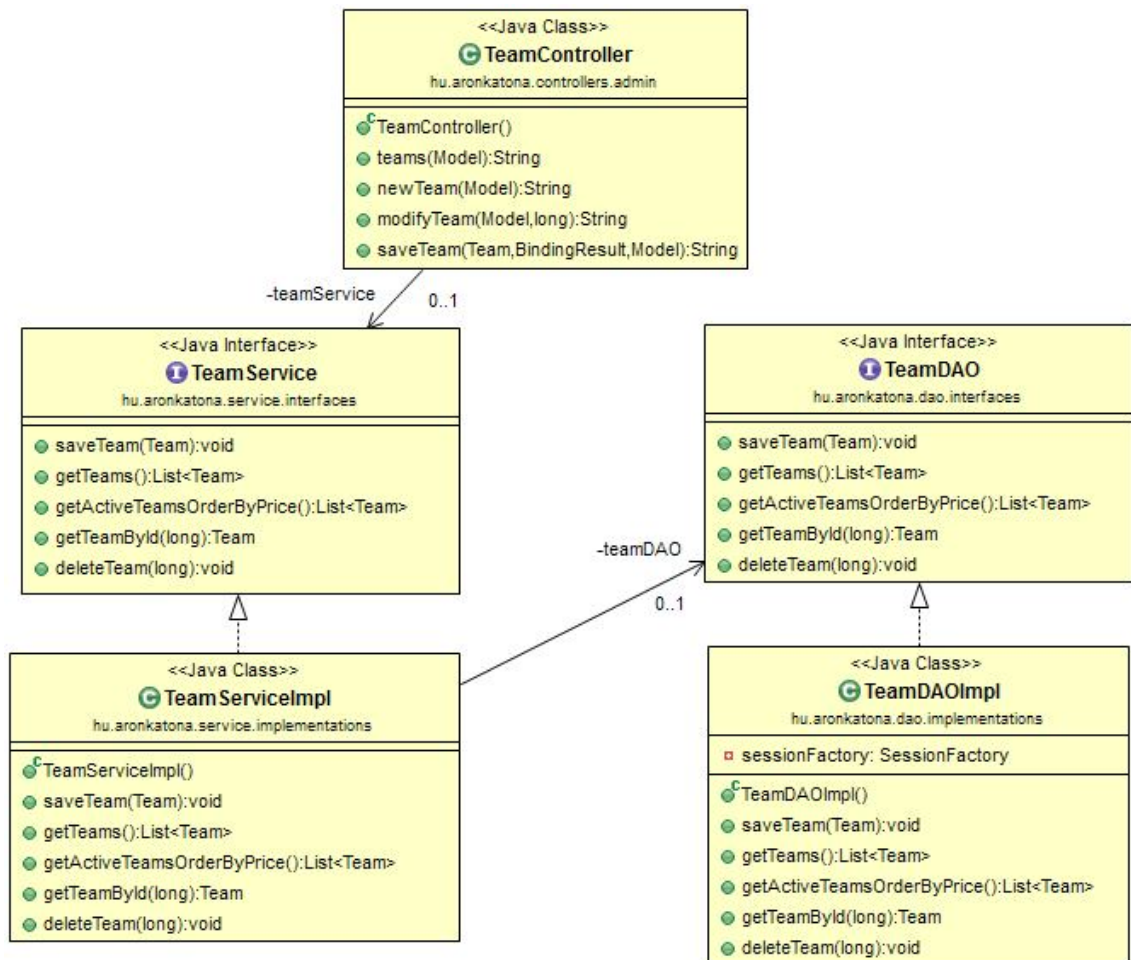 <<Java Class>>
TeamController
hu.aronkatona.controllers.admin
TeamController()
teams(Model):String
newTeam(Model):String
modifyTeam(Model,long):String
saveTeam(Team,BindingResult,Model):String
-teamService
0..1
<<Java Interface>>
TeamService
hu.aronkatona.service.interfaces
saveTeam(Team):void
getTeams():List<Team>
getActiveTeamsOrderByPrice():List<Team>
getTeamById(long):Team
deleteTeam(long):void
<<Java Interface>>
TeamDAO
hu.aronkatona.dao.interfaces
saveTeam(Team):void
getTeams():List<Team>
getActiveTeamsOrderByPrice():List<Team>
getTeamById(long):Team
deleteTeam(long):void
-teamDAO
0..1
<<Java Class>>
TeamServiceImpl
hu.aronkatona.service.implementations
TeamServiceImpl()
saveTeam(Team):void
getTeams():List<Team>
getActiveTeamsOrderByPrice():List<Team>
getTeamById(long):Team
deleteTeam(long):void
<<Java Class>>
TeamDAOImpl
hu.aronkatona.dao.implementations
sessionFactory: SessionFactory
TeamDAOImpl()
saveTeam(Team):void
getTeams():List<Team>
getActiveTeamsOrderByPrice():List<Team>
getTeamById(long):Team
deleteTeam(long):void